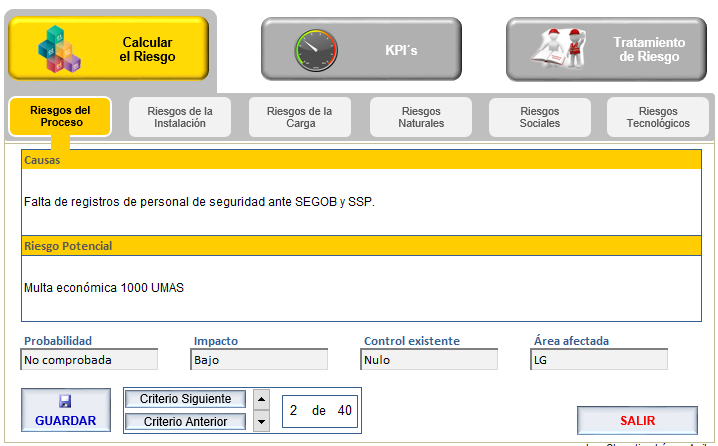 Calcular
el Riesgo
KPI´s
Tratamiento
de Riesgo
Riesgos del
Proceso
Riesgos de la
Instalación
Riesgos de la
Carga
Riesgos
Naturales
Riesgos
Sociales
Riesgos
Tecnológicos
Causas
Falta de registros de personal de seguridad ante SEGOB y SSP.
Riesgo Potencial
Multa económica 1000 UMAS
Probabilidad
Impacto
Control existente
Área afectada
No comprobada
Bajo
Nulo
LG
GUARDAR
Criterio Siguiente
Criterio Anterior
2 de 40
SALIR